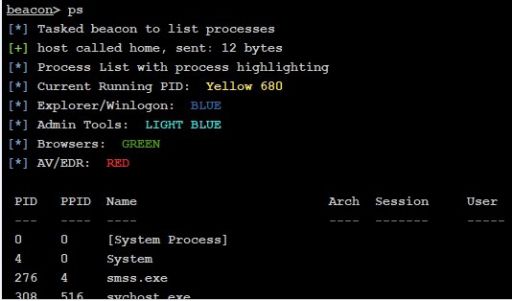 beacon> ps
[*] Tasked beacon to list processes
[+] host called home, sent: 12 bytes
[*] Process List with process highlighting
[*] Current Running PID: Yellow 680
[*] Explorer/Winlogon: BLUE
[*] Admin Tools: LIGHT BLUE
[*] Browsers: GREEN
[*] AV/EDR: RED
PID PPID Name Arch Session User
--- ---- ---- ---- ------- -----
0 0 [System Process]
4 0 System
276 4 smss.exe
308 516 svchost.exe